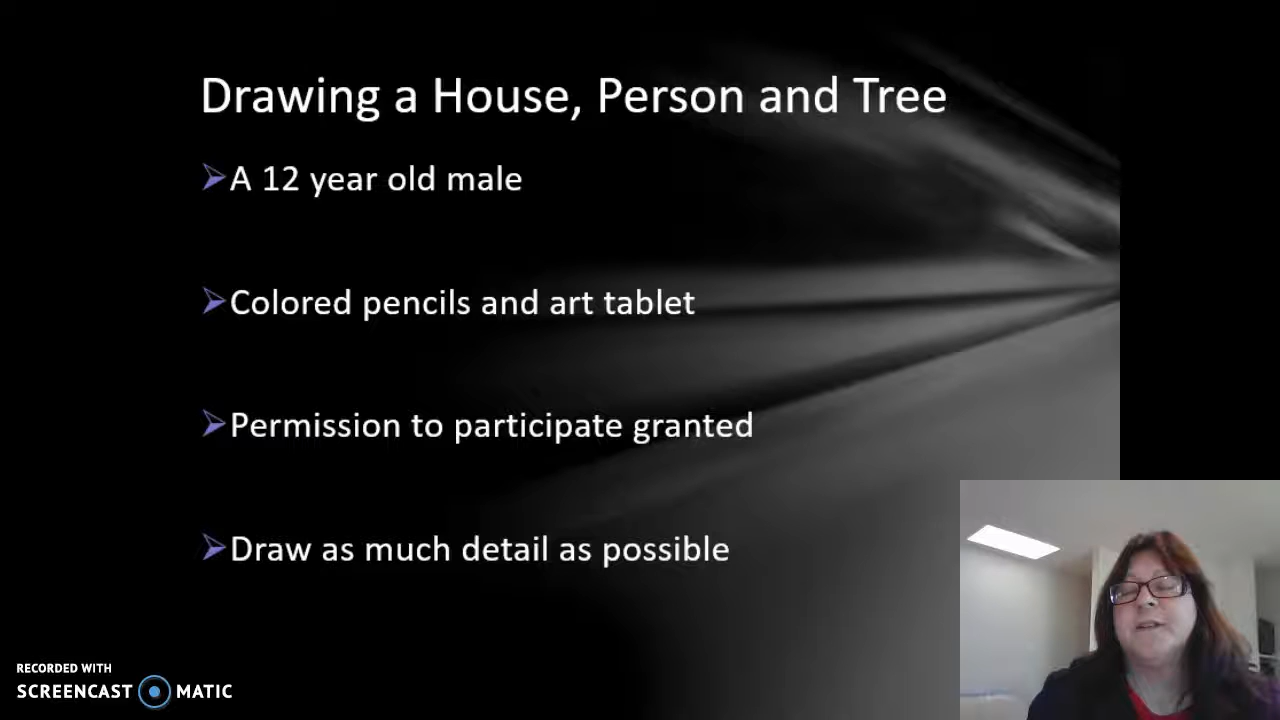 Drawing a House, Person and Tree
A 12 year old male
Colored pencils and art tablet
Permission to participate granted
Draw as much detail as possible
RECORDED WITH
SCREENCAST MATIC